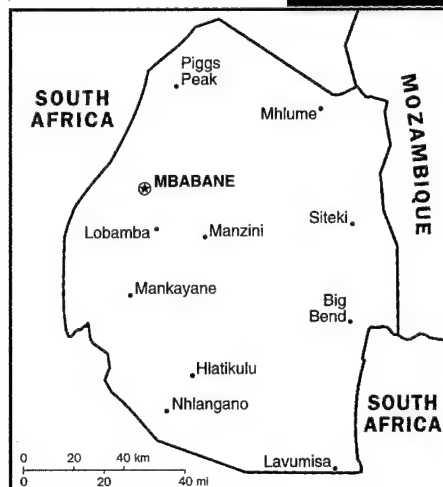 Piggs
Peak
SOUTH
AFRICA
MOZAMBIQUE
Mhlume
MBABANE
Lobamba
Manzini
Siteki
Mankayane
Big
Bend
Hlatikulu
Nhlangano
SOUTH
AFRICA
Lavumisa
0 20 40 km
0 20 40 mi